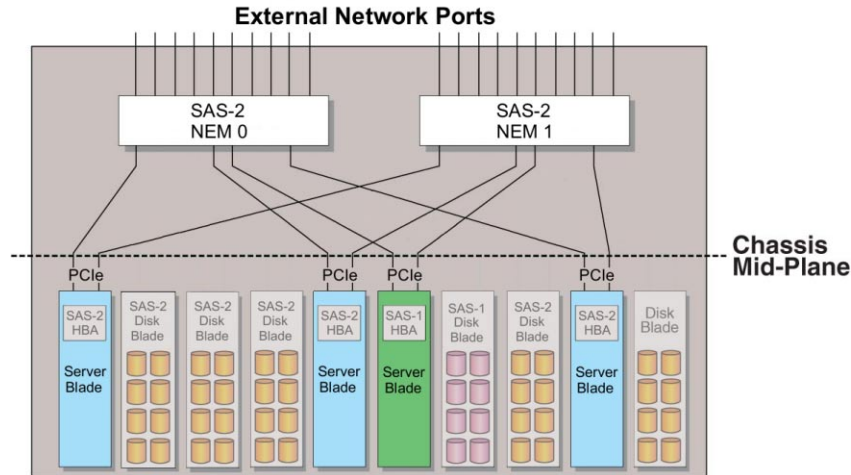 External Network Ports
SAS-2
NEM 0
SAS-2
NEM 1
Chassis
Mid-Plane
PCIe
PCIe
PCIe
PCIe
SAS-2
HBA
Server
Blade
SAS-2
Disk
Blade
SAS-2
Disk
Blade
SAS-2
Disk
Blade
SAS-2
HBA
Server
Blade
SAS-1
HBA
Server
Blade
SAS-1
Disk
Blade
SAS-2
Disk
Blade
SAS-2
HBA
Server
Blade
Disk
Blade